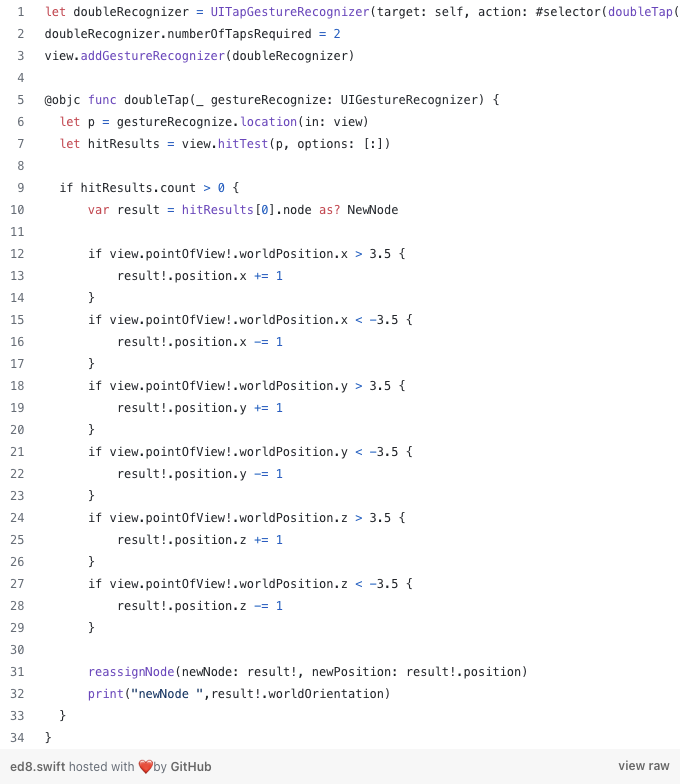 1 let doubleRecognizer = UITapGestureRecognizer(target: self, action: #selector(doubleTap(
2 doubleRecognizer.numberOfTapsRequired = 2
3 view.addGestureRecognizer(doubleRecognizer)
4
5 @objc func doubleTap(_ gestureRecognize: UIGestureRecognizer) {
6   let p = gestureRecognize.location(in: view)
7   let hitResults = view.hitTest(p, options: [:])
8
9   if hitResults.count > 0 {
10       var result = hitResults[0].node as? NewNode
11
12       if view.pointOfView!.worldPosition.x > 3.5 {
13           result!.position.x += 1
14       }
15       if view.pointOfView!.worldPosition.x < -3.5 {
16           result!.position.x -= 1
17       }
18       if view.pointOfView!.worldPosition.y > 3.5 {
19           result!.position.y += 1
20       }
21       if view.pointOfView!.worldPosition.y < -3.5 {
22           result!.position.y -= 1
23       }
24       if view.pointOfView!.worldPosition.z > 3.5 {
25           result!.position.z += 1
26       }
27       if view.pointOfView!.worldPosition.z < -3.5 {
28           result!.position.z -= 1
29       }
30
31       reassignNode(newNode: result!, newPosition: result!.position)
32       print("newNode ",result!.worldOrientation)
33   }
34 }
ed8.swift hosted with ❤️by GitHub view raw